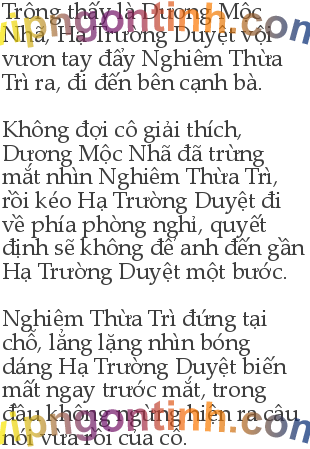 Trông thấy là Dương Mộc
Nhã, Hạ Trường Duyệt vội
vươn tay đẩy Nghiêm Thừa
Trì ra, đi đến bên cạnh bà.
Không đợi cô giải thích,
Dương Mộc Nhã đã trừng
mắt nhìn Nghiêm Thừa Trì,
rồi kéo Hạ Trường Duyệt đi
về phía phòng nghỉ, quyết
định sẽ không để anh đến gần
Hạ Trường Duyệt một bước.
Nghiêm Thừa Trì đứng tại
chỗ, lẳng lặng nhìn bóng
dáng Hạ Trường Duyệt biến
mất ngay trước mắt, trong
đầu không ngừng hiện ra câu
nói vừa rồi của cô.
vipngontinh.com
vipngontinh.com